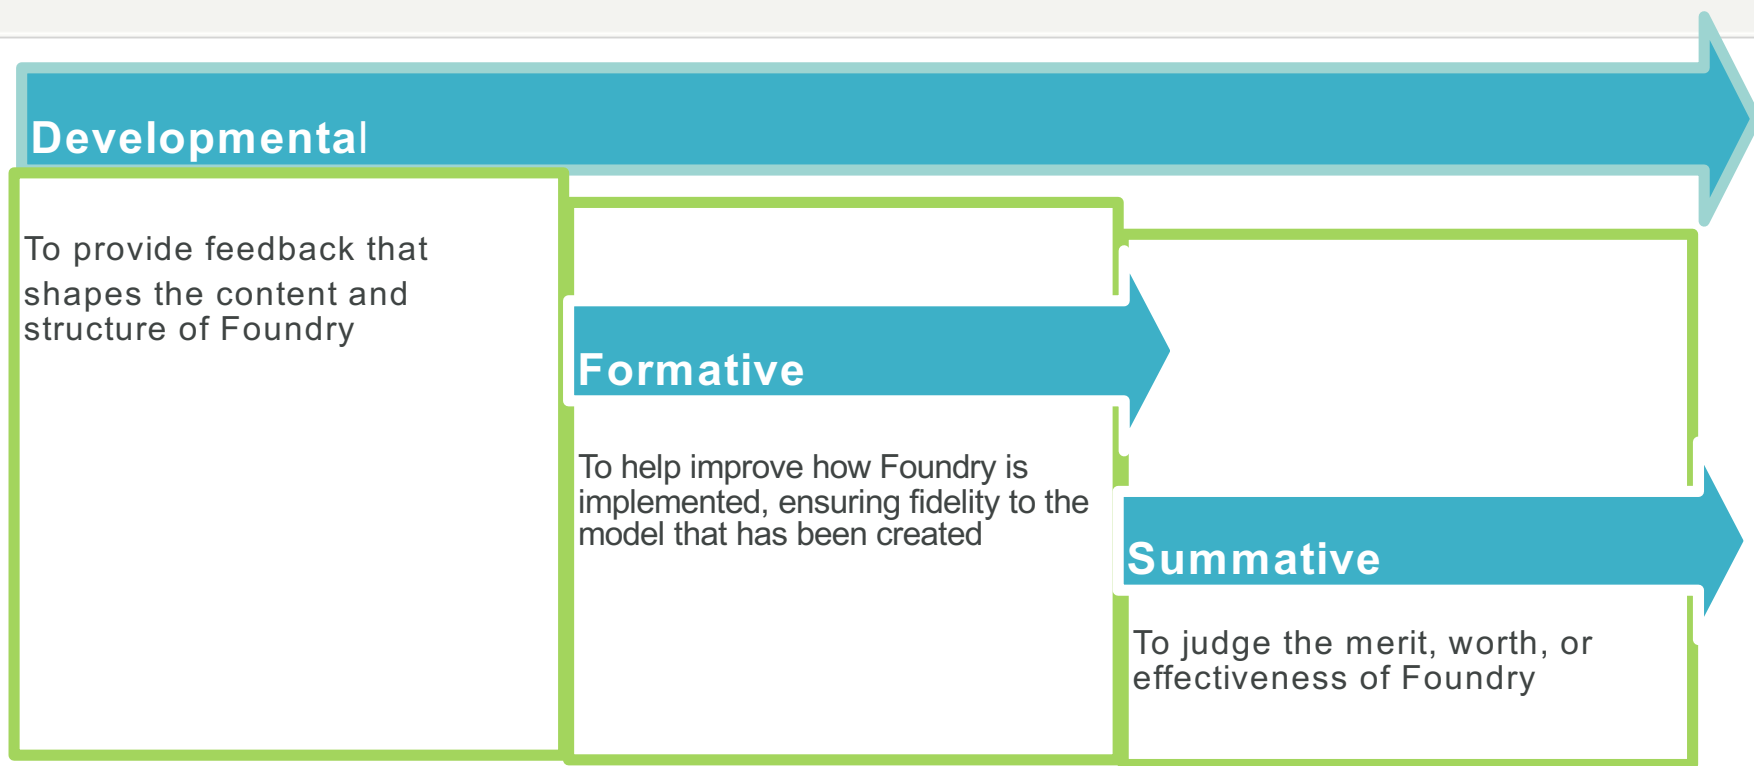 Developmental
To provide feedback that
shapes the content and
structure of Foundry
Formative
To help improve how Foundry is
implemented, ensuring fidelity to the
model that has been created
Summative
To judge the merit, worth, or
effectiveness of Foundry